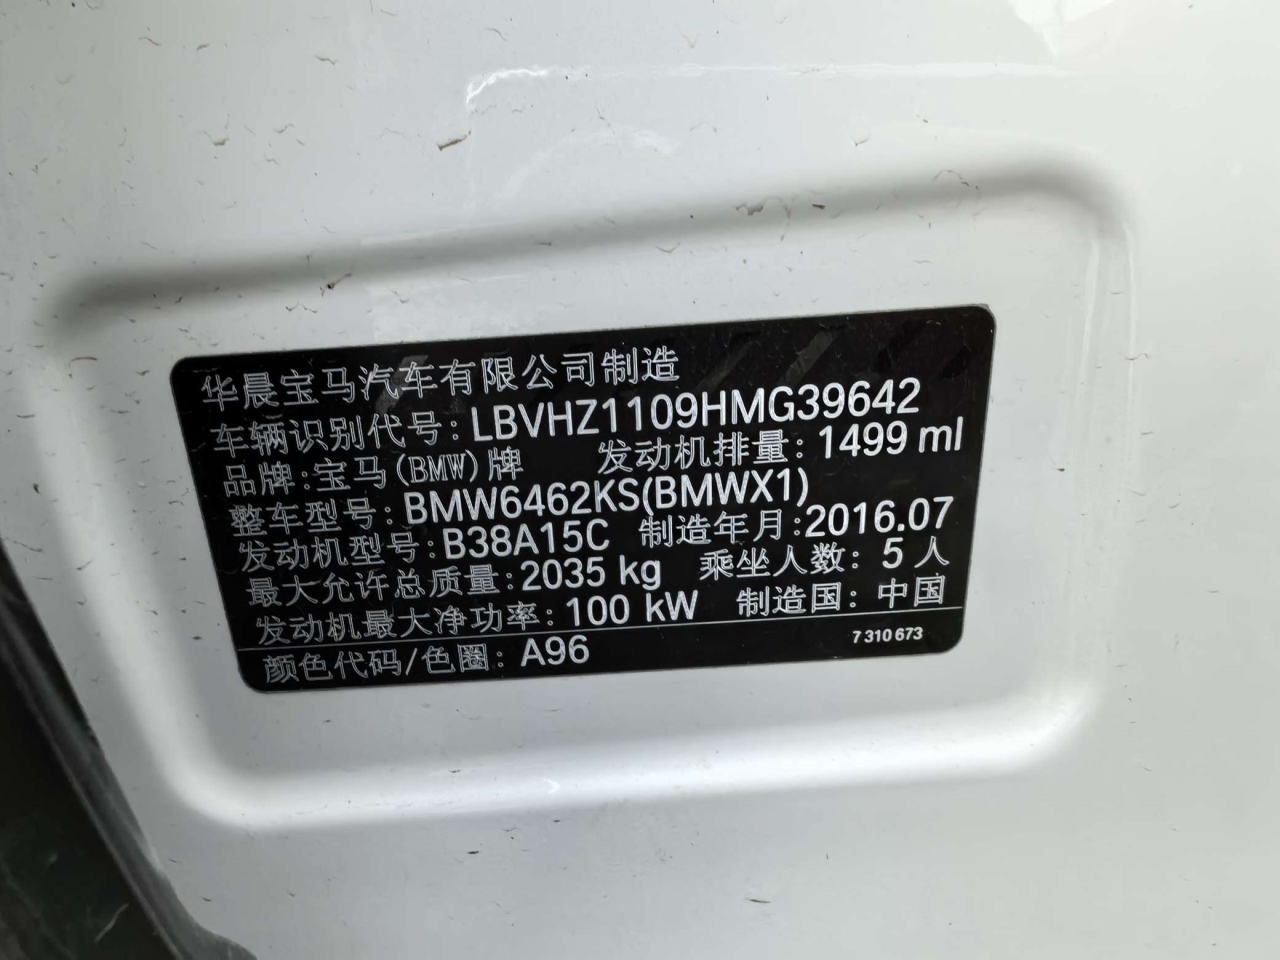 华晨宝马汽车有限公司制造
车辆识别代号: LBVHZ1109HMG39642
品牌:宝马(BMW)牌 发动机排量: 1499 ml
整车型号: BMW6462KS(BMWX1)
发动机型号: B38A15C 制造年月:2016.07
最大允许总质量:2035 kg 乘坐人数: 5 人
发动机最大净功率: 100 kW 制造国: 中国
颜色代码/色圈: A96 7 310 673